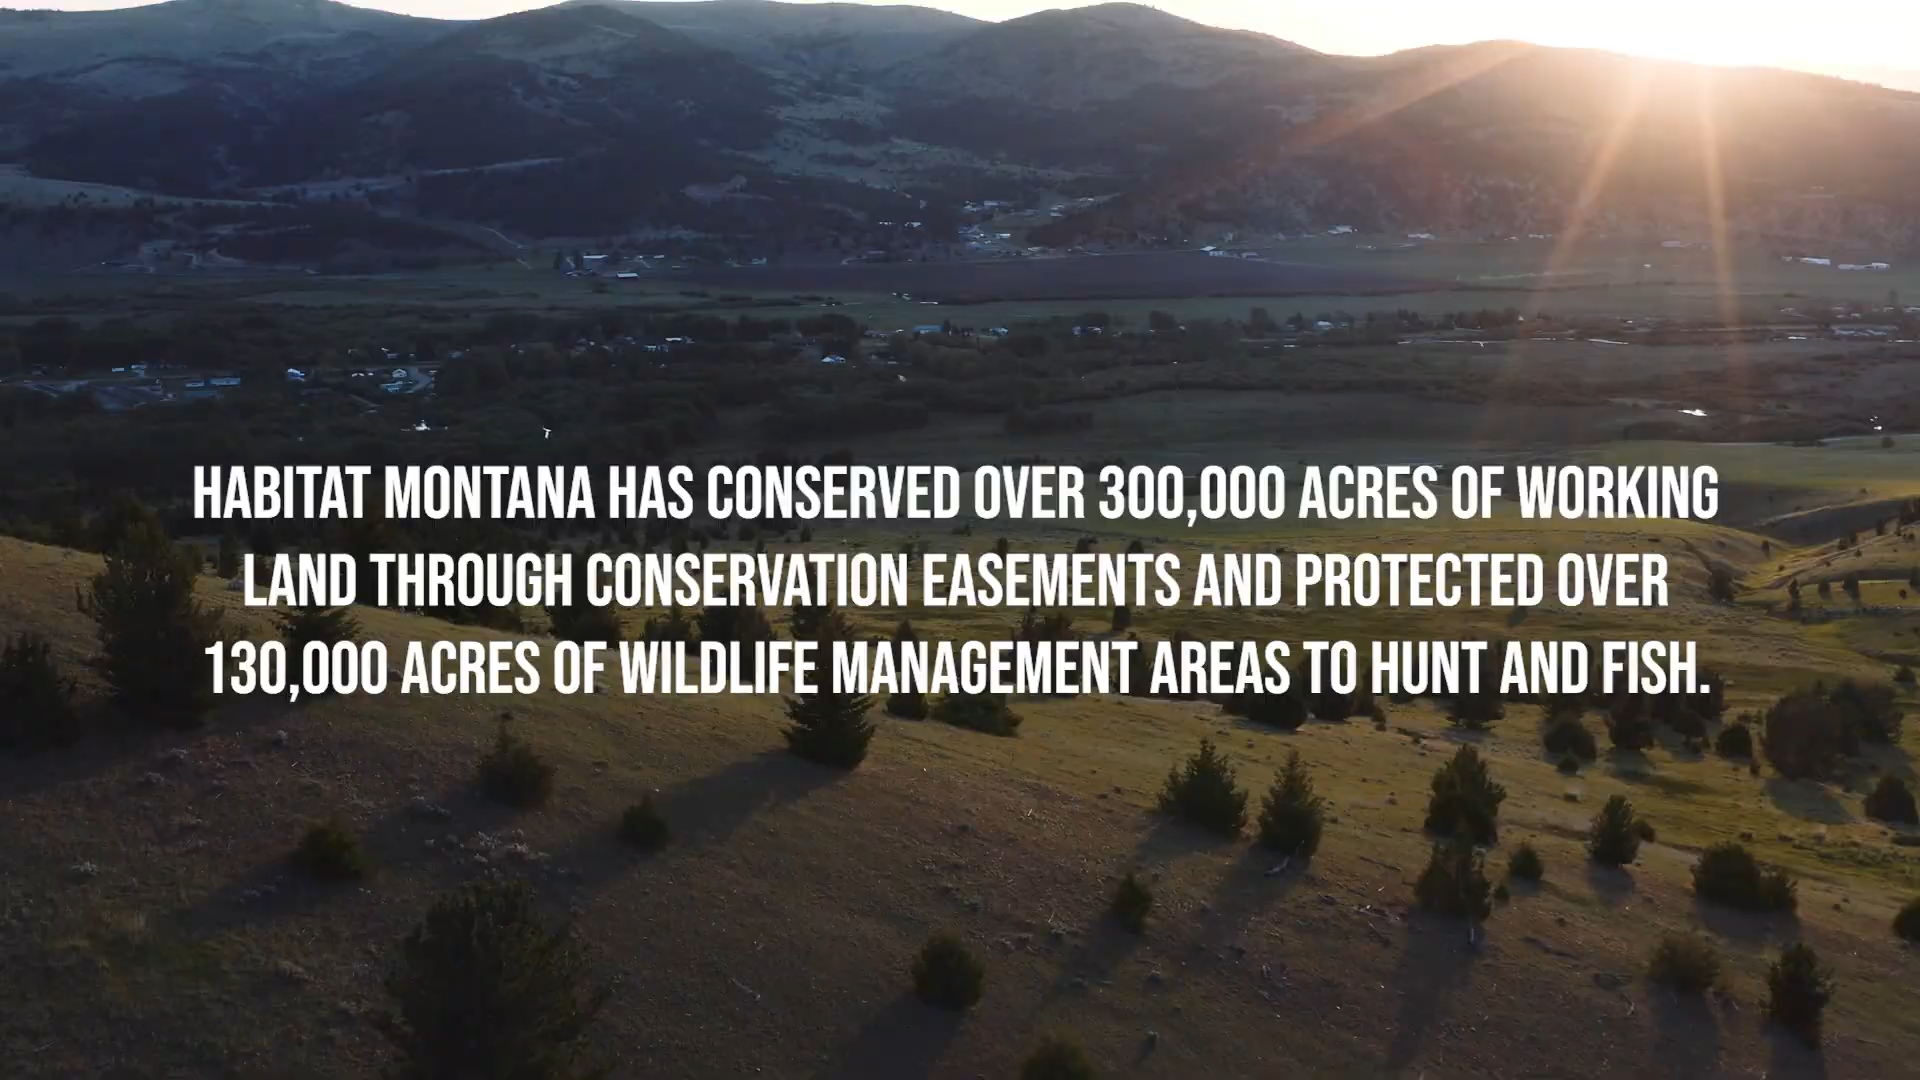 HABITAT MONTANA HAS CONSERVED OVER 300,000 ACRES OF WORKING
LAND THROUGH CONSERVATION EASEMENTS AND PROTECTED OVER
130,000 ACRES OF WILDLIFE MANAGEMENT AREAS TO HUNT AND FISH.